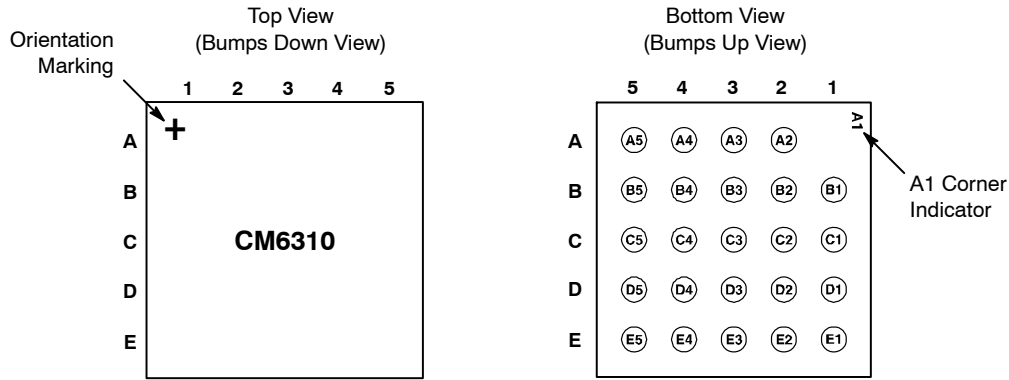 Top View
(Bumps Down View)
Orientation
Marking
1 2 3 4 5
+
A
B
C
D
E
CM6310
Bottom View
(Bumps Up View)
5 4 3 2 1
A1
A A5 A4 A3 A2
B B5 B4 B3 B2 B1
C C5 C4 C3 C2 C1
D D5 D4 D3 D2 D1
E E5 E4 E3 E2 E1
A1 Corner
Indicator